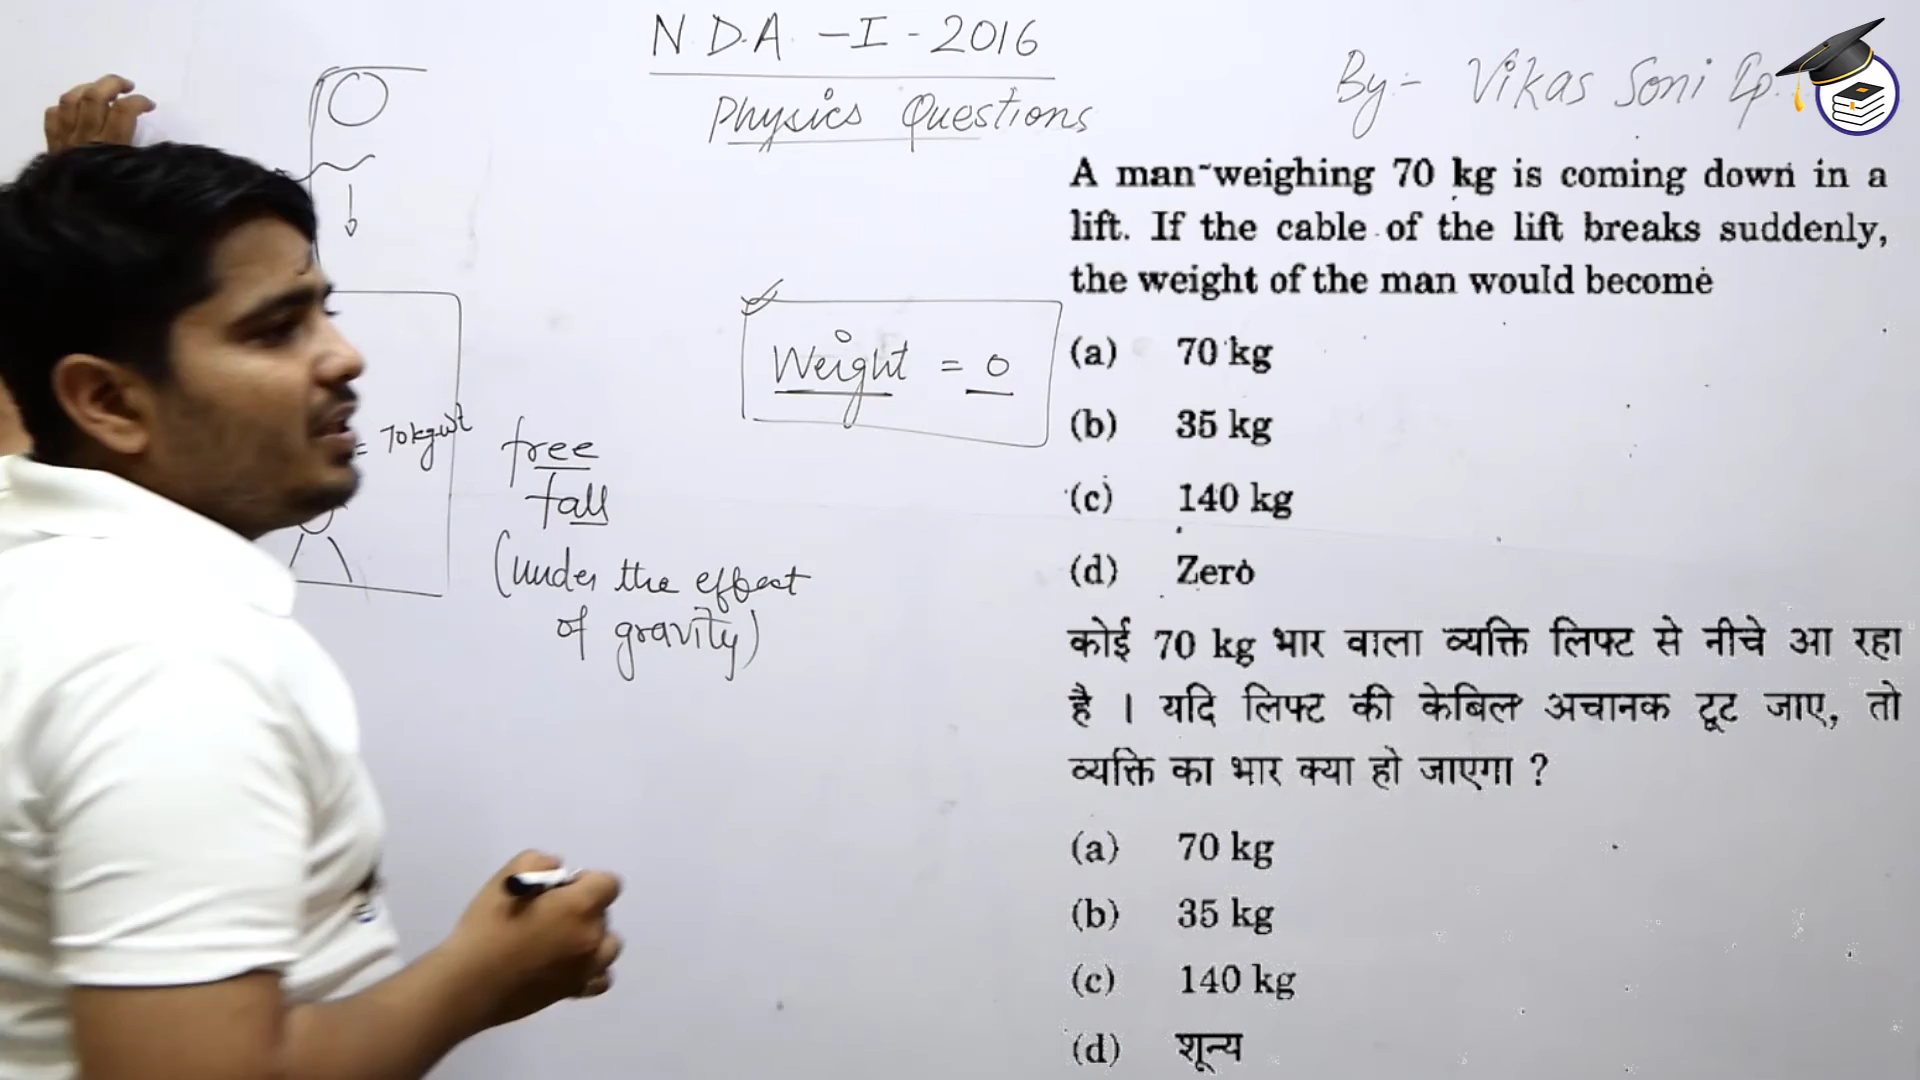 N.D.A. - I - 2016
Physics Questions
By:- Vikas Soni
= 70 kgwt
free
fall
(under the effect
of gravity)
Weight = 0
A man weighing 70 kg is coming down in a
lift. If the cable of the lift breaks suddenly,
the weight of the man would become
(a) 70 kg
(b) 35 kg
(c) 140 kg
(d) Zero
कोई 70 kg भार वाला व्यक्ति लिफ्ट से नीचे आ रहा
है । यदि लिफ्ट की केबिल अचानक टूट जाए, तो
व्यक्ति का भार क्या हो जाएगा ?
(a) 70 kg
(b) 35 kg
(c) 140 kg
(d) शून्य